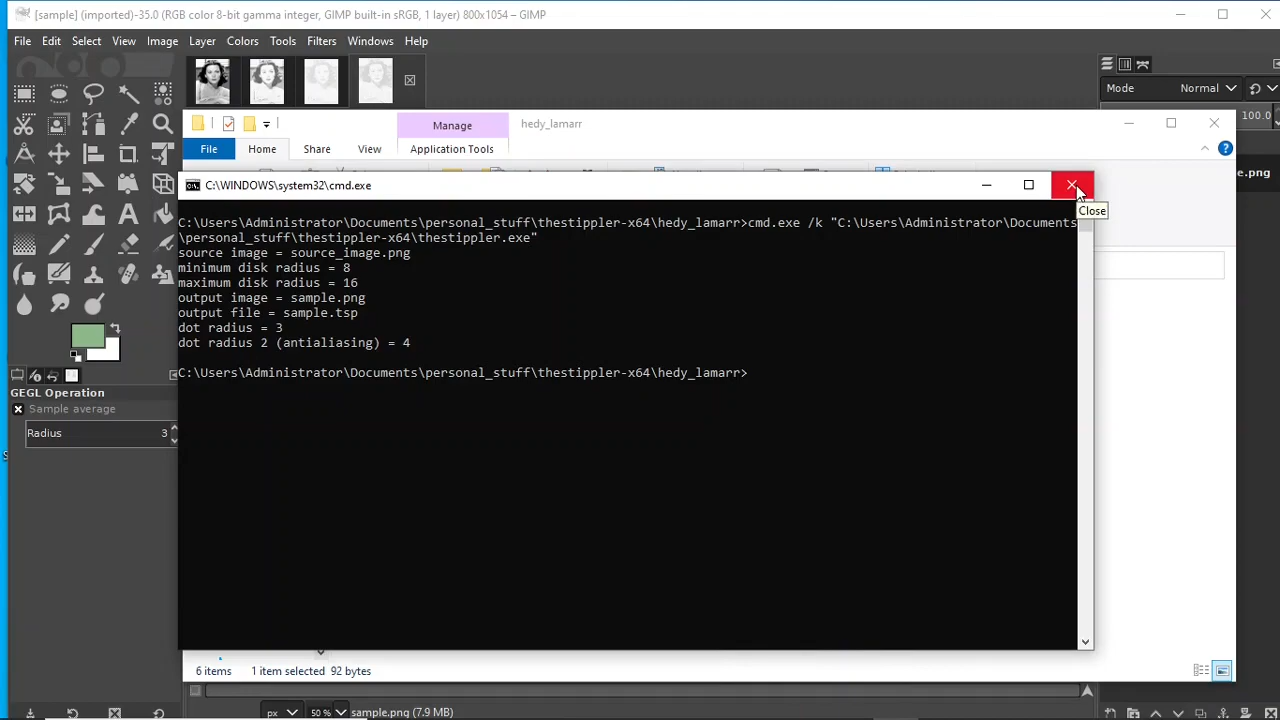 [sample] (imported)-35.0 (RGB color 8-bit gamma integer, GIMP built-in sRGB, 1 layer) 800x1054 – GIMP
File Edit Select View Image Layer Colors Tools Filters Windows Help
Mode Normal
100.0
Manage
hedy_lamarr
File Home Share View Application Tools
e.png
C:\WINDOWS\system32\cmd.exe
Close
C:\Users\Administrator\Documents\personal_stuff\thestippler-x64\hedy_lamarr>cmd.exe /k "C:\Users\Administrator\Documents
\personal_stuff\thestippler-x64\thestippler.exe"
source image = source_image.png
minimum disk radius = 8
maximum disk radius = 16
output image = sample.png
output file = sample.tsp
dot radius = 3
dot radius 2 (antialiasing) = 4
C:\Users\Administrator\Documents\personal_stuff\thestippler-x64\hedy_lamarr>
GEGL Operation
Sample average
Radius 3
6 items 1 item selected 92 bytes
px 50 % sample.png (7.9 MB)